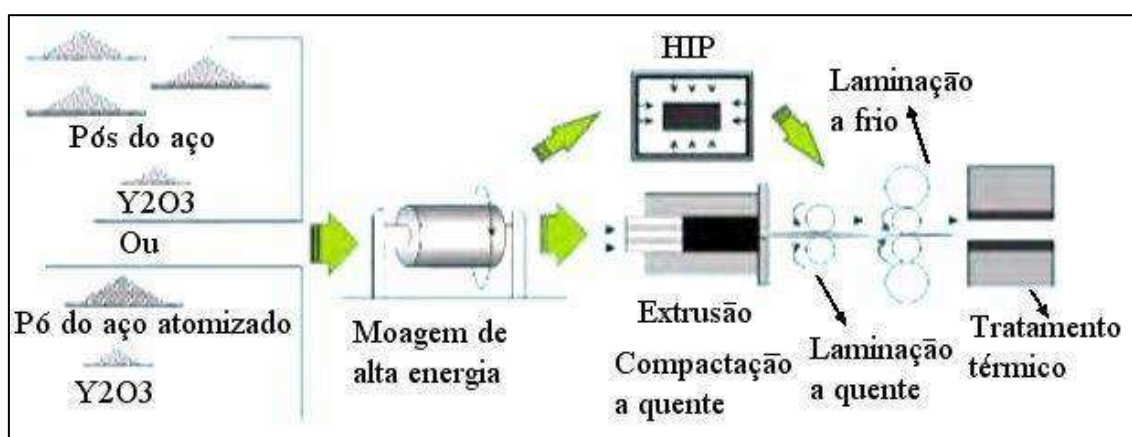 Pós do aço
Y2O3
Ou
Pó do aço atomizado
Y2O3
Moagem de
alta energia
HIP
Extrusão
Compactação
a quente
Laminação
a frio
Laminação
a quente
Tratamento
térmico